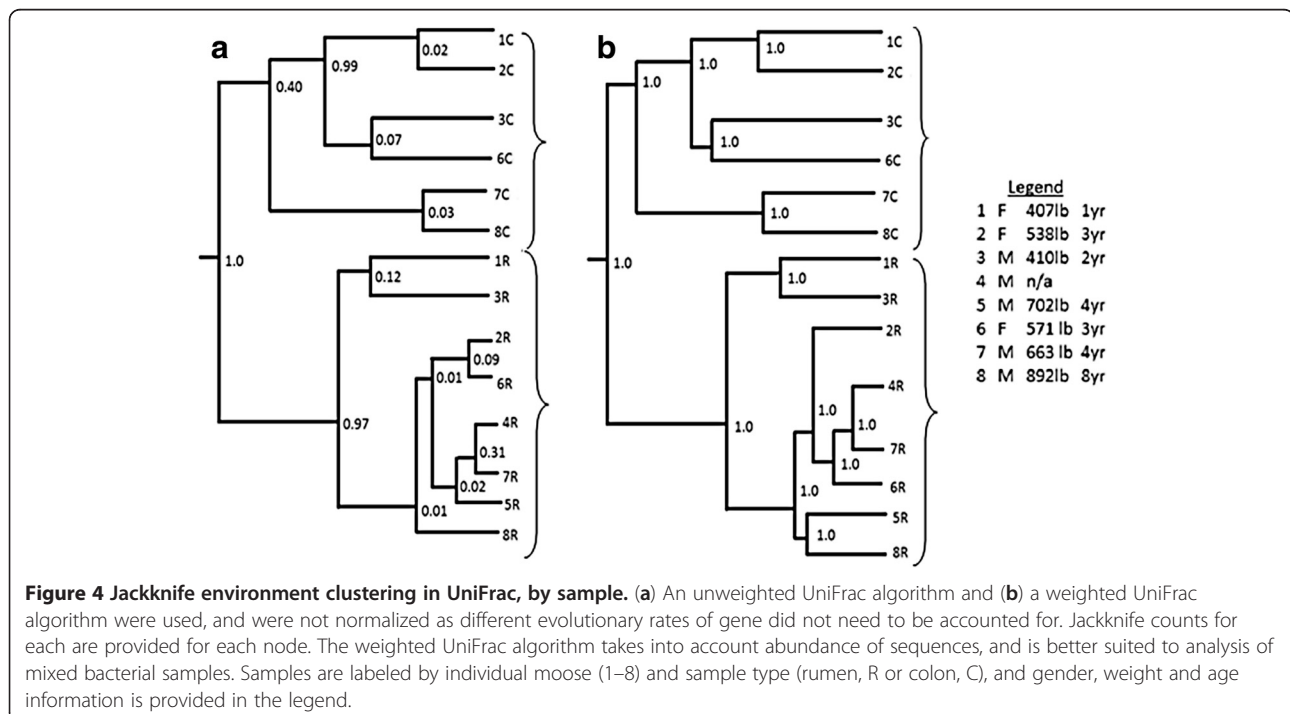 a
1C
0.02
2C
0.99
0.40
3C
0.07
6C
7C
0.03
8C
1.0
1R
0.12
3R
2R
0.09
0.01
6R
0.97
4R
0.31
7R
0.02
5R
0.01
8R
b
1C
1.0
2C
1.0
1.0
3C
1.0
6C
7C
1.0
8C
1.0
1R
1.0
3R
2R
4R
1.0
1.0
7R
1.0
1.0
6R
1.0
5R
1.0
8R
Legend
1 F 407lb 1yr
2 F 538lb 3yr
3 M 410lb 2yr
4 M n/a
5 M 702lb 4yr
6 F 571 lb 3yr
7 M 663 lb 4yr
8 M 892lb 8yr
Figure 4 Jackknife environment clustering in UniFrac, by sample. (a) An unweighted UniFrac algorithm and (b) a weighted UniFrac
algorithm were used, and were not normalized as different evolutionary rates of gene did not need to be accounted for. Jackknife counts for
each are provided for each node. The weighted UniFrac algorithm takes into account abundance of sequences, and is better suited to analysis of
mixed bacterial samples. Samples are labeled by individual moose (1–8) and sample type (rumen, R or colon, C), and gender, weight and age
information is provided in the legend.